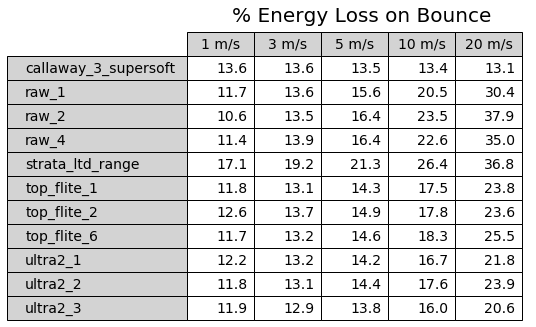 % Energy Loss on Bounce
1 m/s 3 m/s 5 m/s 10 m/s 20 m/s
callaway_3_supersoft 13.6 13.6 13.5 13.4 13.1
raw_1 11.7 13.6 15.6 20.5 30.4
raw_2 10.6 13.5 16.4 23.5 37.9
raw_4 11.4 13.9 16.4 22.6 35.0
strata_ltd_range 17.1 19.2 21.3 26.4 36.8
top_flite_1 11.8 13.1 14.3 17.5 23.8
top_flite_2 12.6 13.7 14.9 17.8 23.6
top_flite_6 11.7 13.2 14.6 18.3 25.5
ultra2_1 12.2 13.2 14.2 16.7 21.8
ultra2_2 11.8 13.1 14.4 17.6 23.9
ultra2_3 11.9 12.9 13.8 16.0 20.6